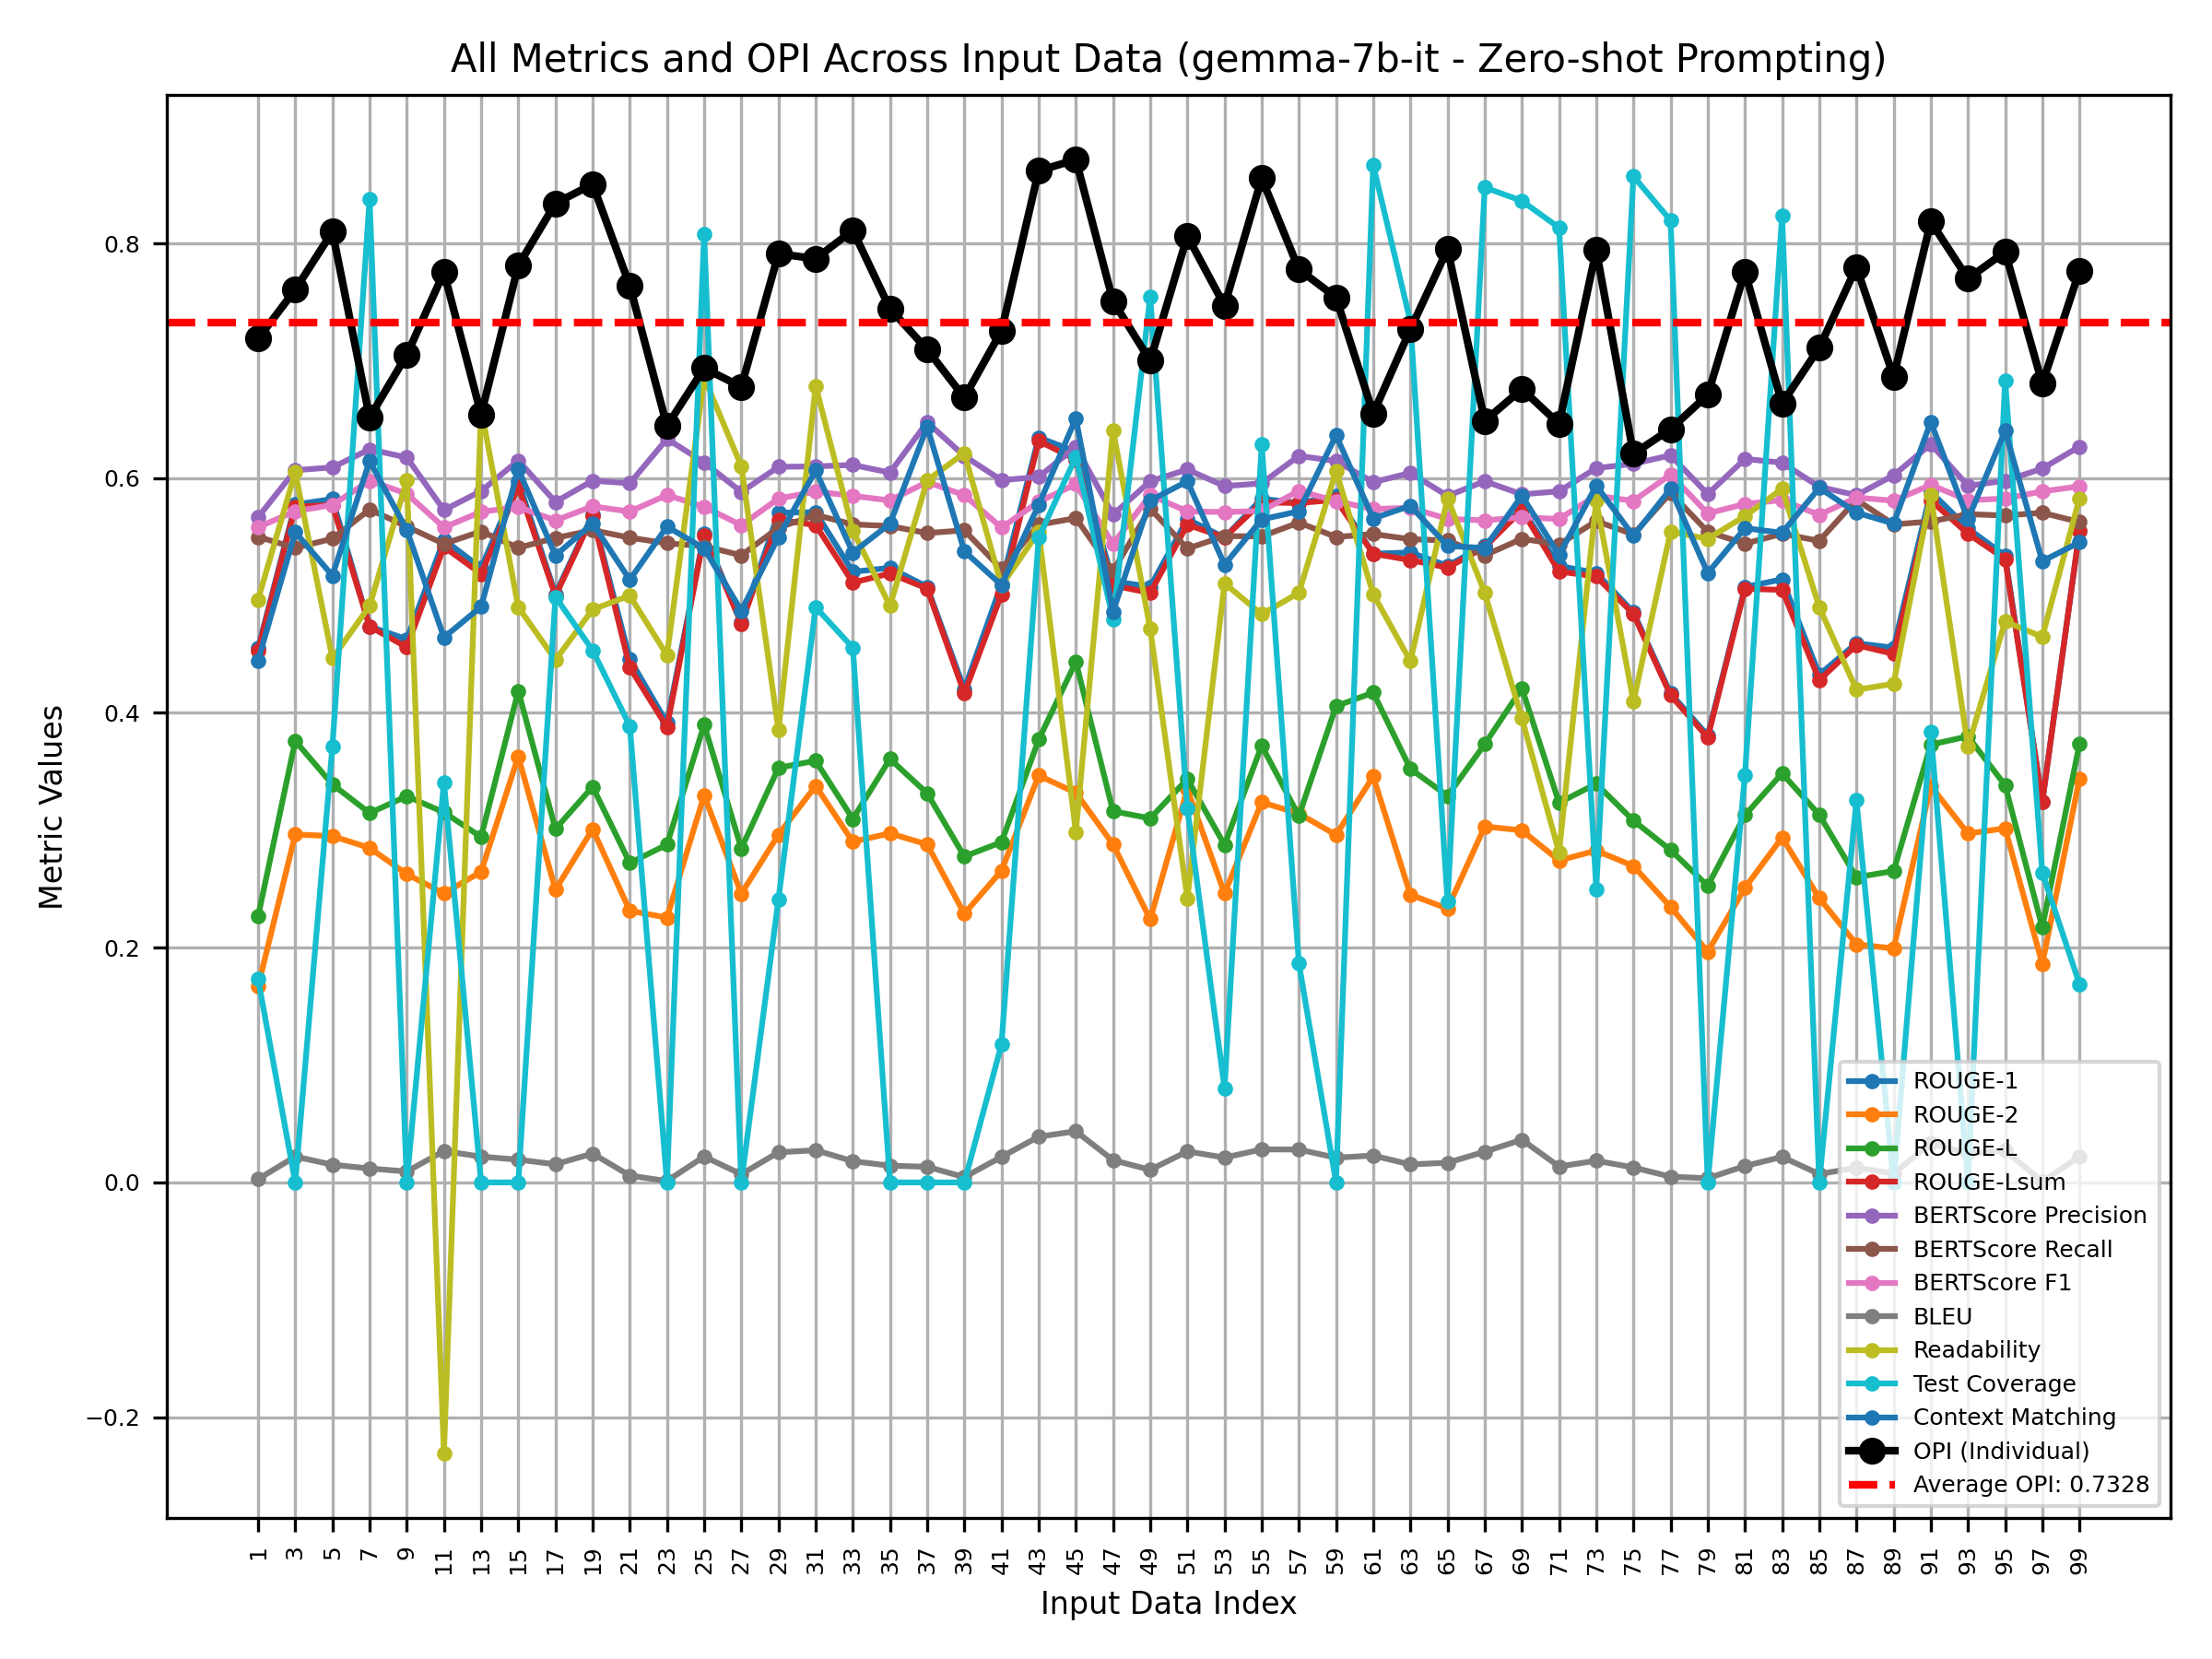 All Metrics and OPI Across Input Data (gemma-7b-it - Zero-shot Prompting)
Metric Values
0.8
0.6
0.4
0.2
0.0
−0.2
ROUGE-1
ROUGE-2
ROUGE-L
ROUGE-Lsum
BERTScore Precision
BERTScore Recall
BERTScore F1
BLEU
Readability
Test Coverage
Context Matching
OPI (Individual)
Average OPI: 0.7328
1 3 5 7 9 11 13 15 17 19 21 23 25 27 29 31 33 35 37 39 41 43 45 47 49 51 53 55 57 59 61 63 65 67 69 71 73 75 77 79 81 83 85 87 89 91 93 95 97 99
Input Data Index